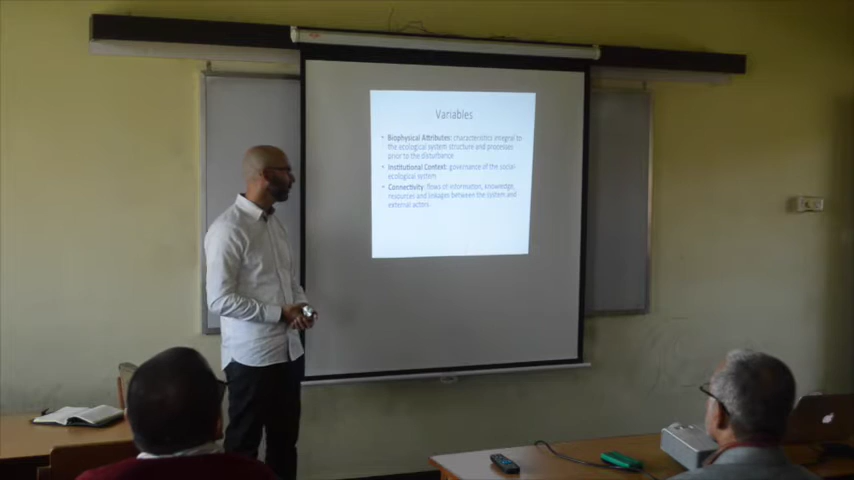 Variables
• Biophysical Attributes: characteristics integral to
the ecological system structure and processes
prior to the disturbance
• Institutional Context: governance of the social-
ecological system
• Connectivity: flows of information, knowledge,
resources and linkages between the system and
external actors